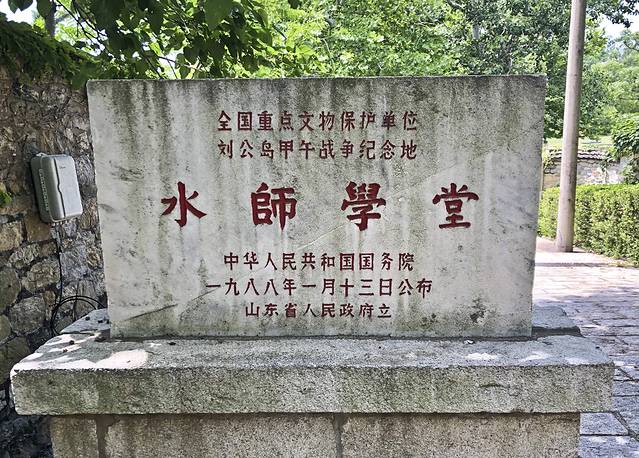 全国重点文物保护单位
刘公岛甲午战争纪念地
水師學堂
中华人民共和国国务院
一九八八年一月十三日公布
山东省人民政府立